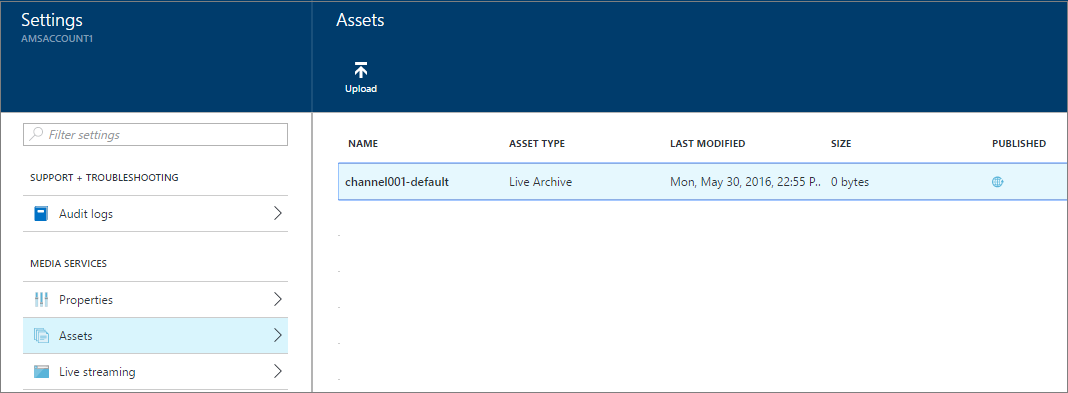 Settings
AMSACCOUNT1
Filter settings
SUPPORT + TROUBLESHOOTING
Audit logs
MEDIA SERVICES
Properties
Assets
Live streaming
Assets
Upload
NAME ASSET TYPE LAST MODIFIED SIZE PUBLISHED
channel001-default Live Archive Mon, May 30, 2016, 22:55 P.. 0 bytes